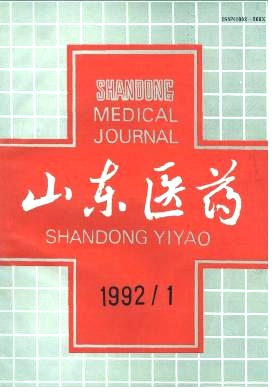 SHANDONG
MEDICAL
JOURNAL
山东医药
SHANDONG YIYAO
1992/1